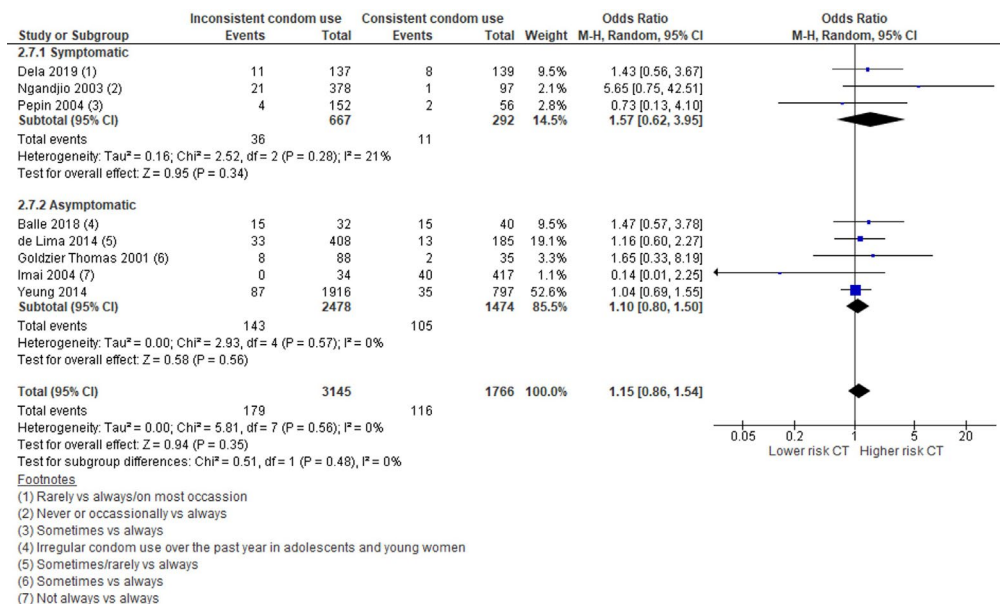 Inconsistent condom use Consistent condom use Odds Ratio Odds Ratio
Study or Subgroup Events Total Events Total Weight M-H, Random, 95% CI M-H, Random, 95% CI
2.7.1 Symptomatic
Dela 2019 (1) 11 137 8 139 9.5% 1.43 [0.56, 3.67]
Ngandjio 2003 (2) 21 378 1 97 2.1% 5.65 [0.75, 42.51]
Pepin 2004 (3) 4 152 2 56 2.8% 0.73 [0.13, 4.10]
Subtotal (95% CI) 667 292 14.5% 1.57 [0.62, 3.95]
Total events 36 11
Heterogeneity: Tau² = 0.16; Chi² = 2.52, df = 2 (P = 0.28); I² = 21%
Test for overall effect: Z = 0.95 (P = 0.34)
2.7.2 Asymptomatic
Balle 2018 (4) 15 32 15 40 9.5% 1.47 [0.57, 3.78]
de Lima 2014 (5) 33 408 13 185 19.1% 1.16 [0.60, 2.27]
Goldzier Thomas 2001 (6) 8 88 2 35 3.3% 1.65 [0.33, 8.19]
Imai 2004 (7) 0 34 40 417 1.1% 0.14 [0.01, 2.25]
Yeung 2014 87 1916 35 797 52.6% 1.04 [0.69, 1.55]
Subtotal (95% CI) 2478 1474 85.5% 1.10 [0.80, 1.50]
Total events 143 105
Heterogeneity: Tau² = 0.00; Chi² = 2.93, df = 4 (P = 0.57); I² = 0%
Test for overall effect: Z = 0.58 (P = 0.56)
Total (95% CI) 3145 1766 100.0% 1.15 [0.86, 1.54]
Total events 179 116
Heterogeneity: Tau² = 0.00; Chi² = 5.81, df = 7 (P = 0.56); I² = 0%
Test for overall effect: Z = 0.94 (P = 0.35)
Test for subgroup differences: Chi² = 0.51, df = 1 (P = 0.48), I² = 0%
0.05 0.2 1 5 20
Lower risk CT Higher risk CT
Footnotes
(1) Rarely vs always/on most occassion
(2) Never or occassionally vs always
(3) Sometimes vs always
(4) Irregular condom use over the past year in adolescents and young women
(5) Sometimes/rarely vs always
(6) Sometimes vs always
(7) Not always vs always